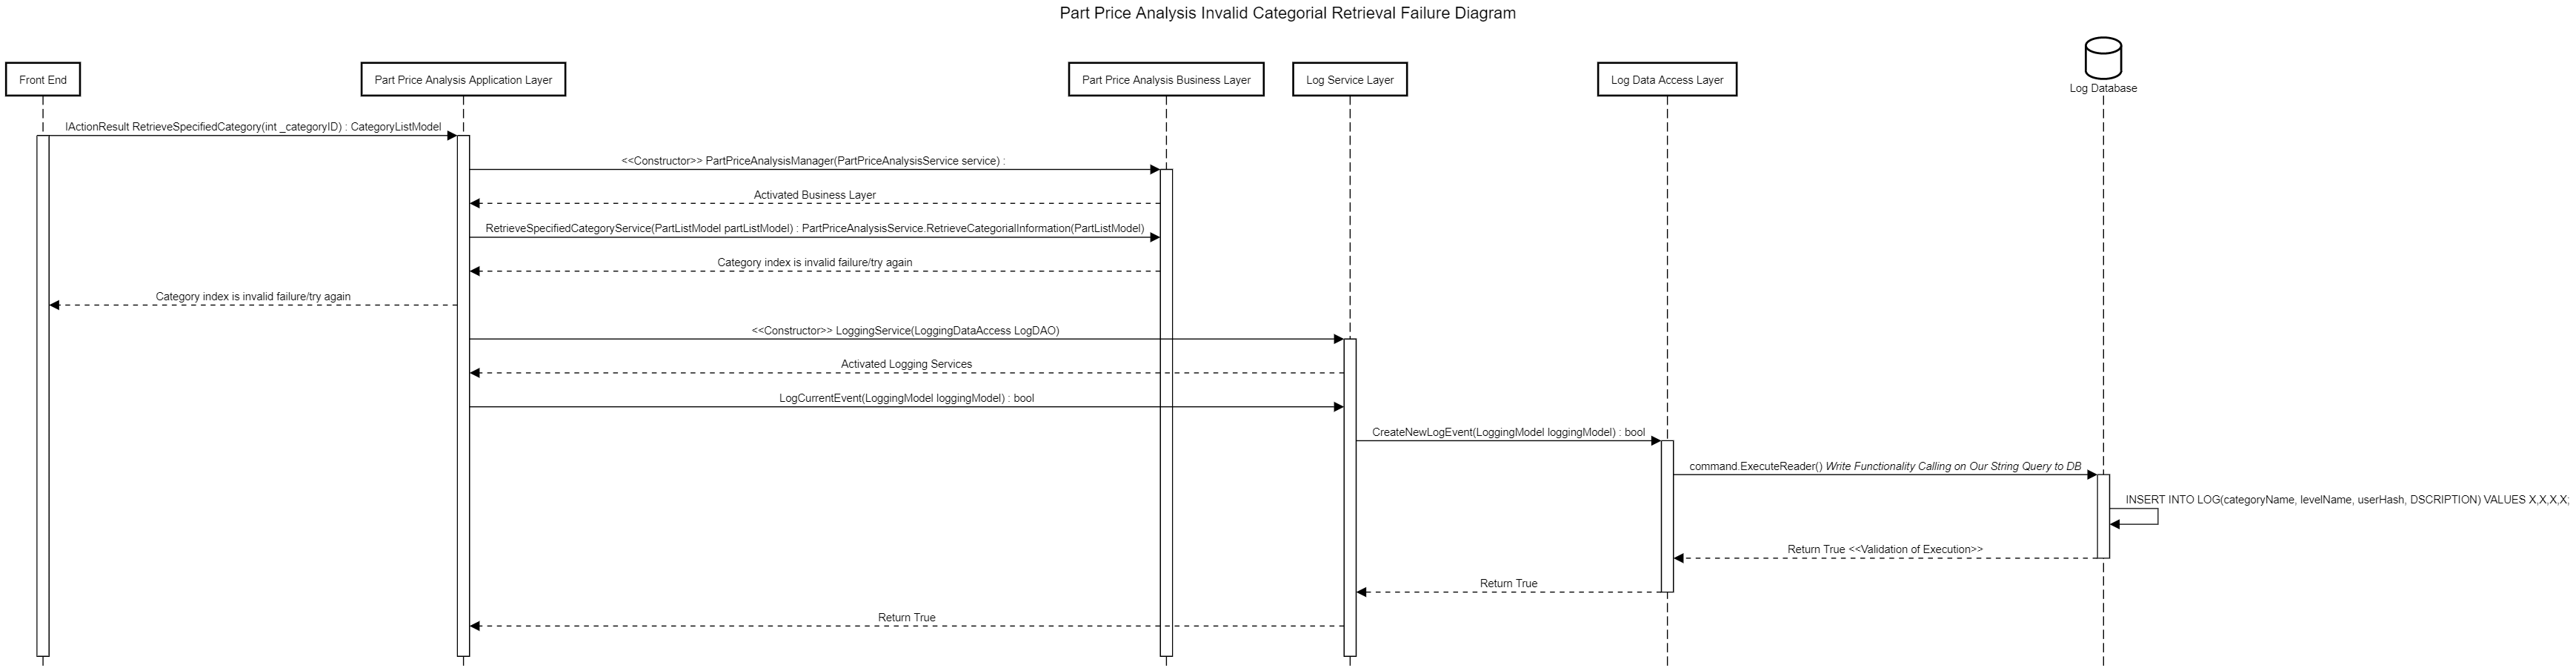 Part Price Analysis Invalid Categorial Retrieval Failure Diagram
Front End
Part Price Analysis Application Layer
Part Price Analysis Business Layer
Log Service Layer
Log Data Access Layer
Log Database
IActionResult RetrieveSpecifiedCategory(int _categoryID) : CategoryListModel
<<Constructor>> PartPriceAnalysisManager(PartPriceAnalysisService service) :
Activated Business Layer
RetrieveSpecifiedCategoryService(PartListModel partListModel) : PartPriceAnalysisService.RetrieveCategorialInformation(PartListModel)
Category index is invalid failure/try again
Category index is invalid failure/try again
<<Constructor>> LoggingService(LoggingDataAccess LogDAO)
Activated Logging Services
LogCurrentEvent(LoggingModel loggingModel) : bool
CreateNewLogEvent(LoggingModel loggingModel) : bool
command.ExecuteReader() Write Functionality Calling on Our String Query to DB
INSERT INTO LOG(categoryName, levelName, userHash, DSCRIPTION) VALUES X,X,X,X;
Return True <<Validation of Execution>>
Return True
Return True